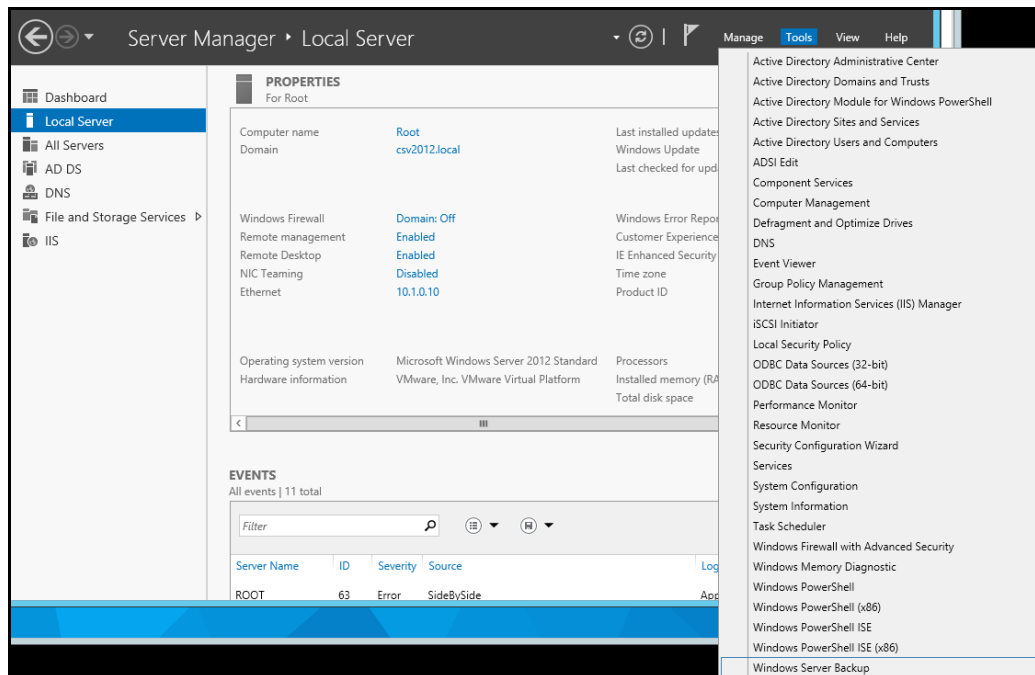 Server Manager • Local Server
Manage Tools View Help
Dashboard
Local Server
All Servers
AD DS
DNS
File and Storage Services
IIS
PROPERTIES
For Root
Computer name Root Last installed updates
Domain csv2012.local Windows Update
Last checked for upd
Windows Firewall Domain: Off Windows Error Repor
Remote management Enabled Customer Experience
Remote Desktop Enabled IE Enhanced Security
NIC Teaming Disabled Time zone
Ethernet 10.1.0.10 Product ID
Operating system version Microsoft Windows Server 2012 Standard Processors
Hardware information VMware, Inc. VMware Virtual Platform Installed memory (RA
Total disk space
EVENTS
All events | 11 total
Filter
Server Name ID Severity Source Log
ROOT 63 Error SideBySide App
Active Directory Administrative Center
Active Directory Domains and Trusts
Active Directory Module for Windows PowerShell
Active Directory Sites and Services
Active Directory Users and Computers
ADSI Edit
Component Services
Computer Management
Defragment and Optimize Drives
DNS
Event Viewer
Group Policy Management
Internet Information Services (IIS) Manager
iSCSI Initiator
Local Security Policy
ODBC Data Sources (32-bit)
ODBC Data Sources (64-bit)
Performance Monitor
Resource Monitor
Security Configuration Wizard
Services
System Configuration
System Information
Task Scheduler
Windows Firewall with Advanced Security
Windows Memory Diagnostic
Windows PowerShell
Windows PowerShell (x86)
Windows PowerShell ISE
Windows PowerShell ISE (x86)
Windows Server Backup